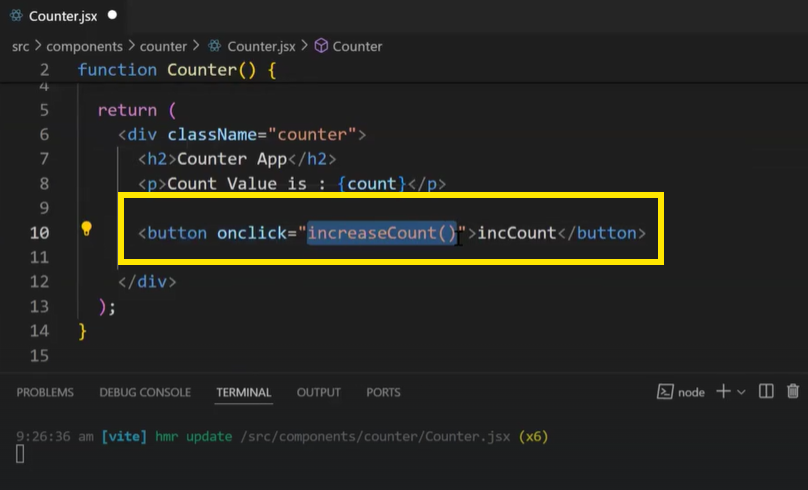 Counter.jsx
src > components > counter > Counter.jsx > Counter
2 function Counter() {
4
5 return (
6 <div className="counter">
7 <h2>Counter App</h2>
8 <p>Count Value is : {count}</p>
9
10 <button onclick="increaseCount()">incCount</button>
11
12 </div>
13 );
14 }
15
PROBLEMS DEBUG CONSOLE TERMINAL OUTPUT PORTS node
9:26:36 am [vite] hmr update /src/components/counter/Counter.jsx (x6)